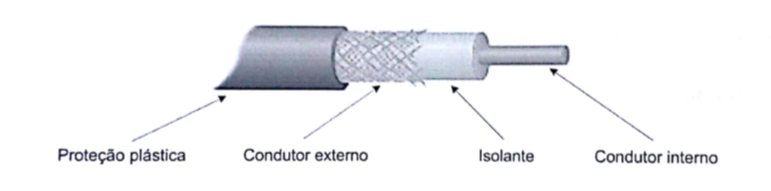 Proteção plástica
Condutor externo
Isolante
Condutor interno